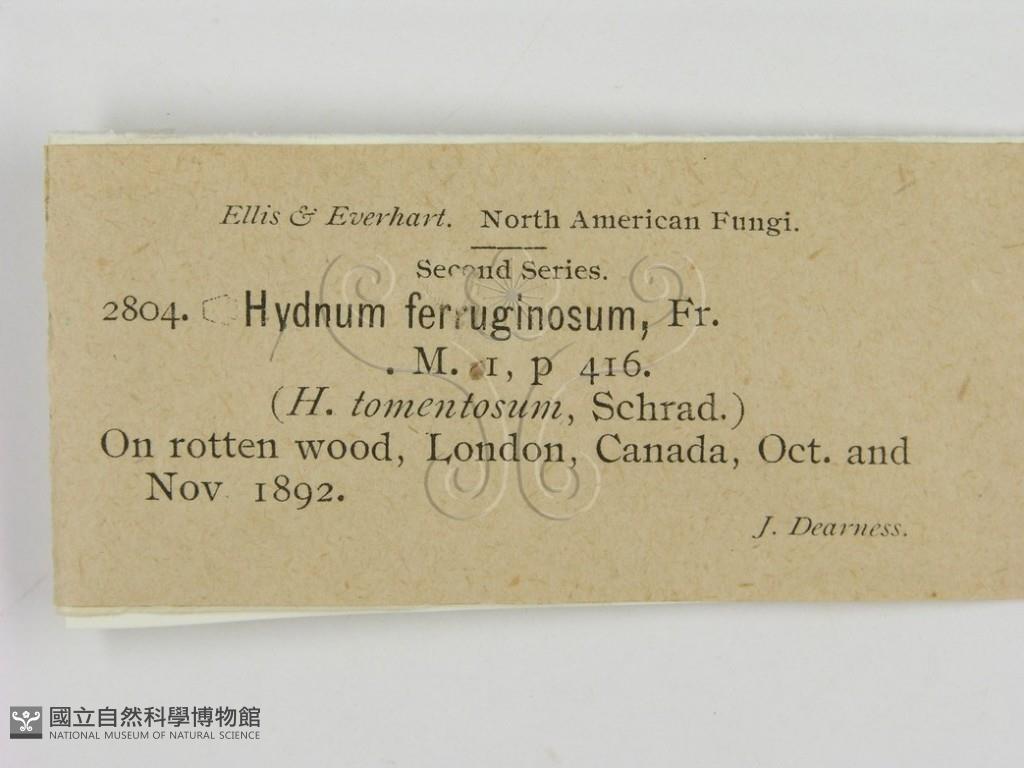 Ellis & Everhart. North American Fungi.
Second Series.
2804. Hydnum ferruginosum, Fr.
. M. 1, p 416.
(H. tomentosum, Schrad.)
On rotten wood, London, Canada, Oct. and
Nov 1892.
J. Dearness.
國立自然科學博物館
NATIONAL MUSEUM OF NATURAL SCIENCE